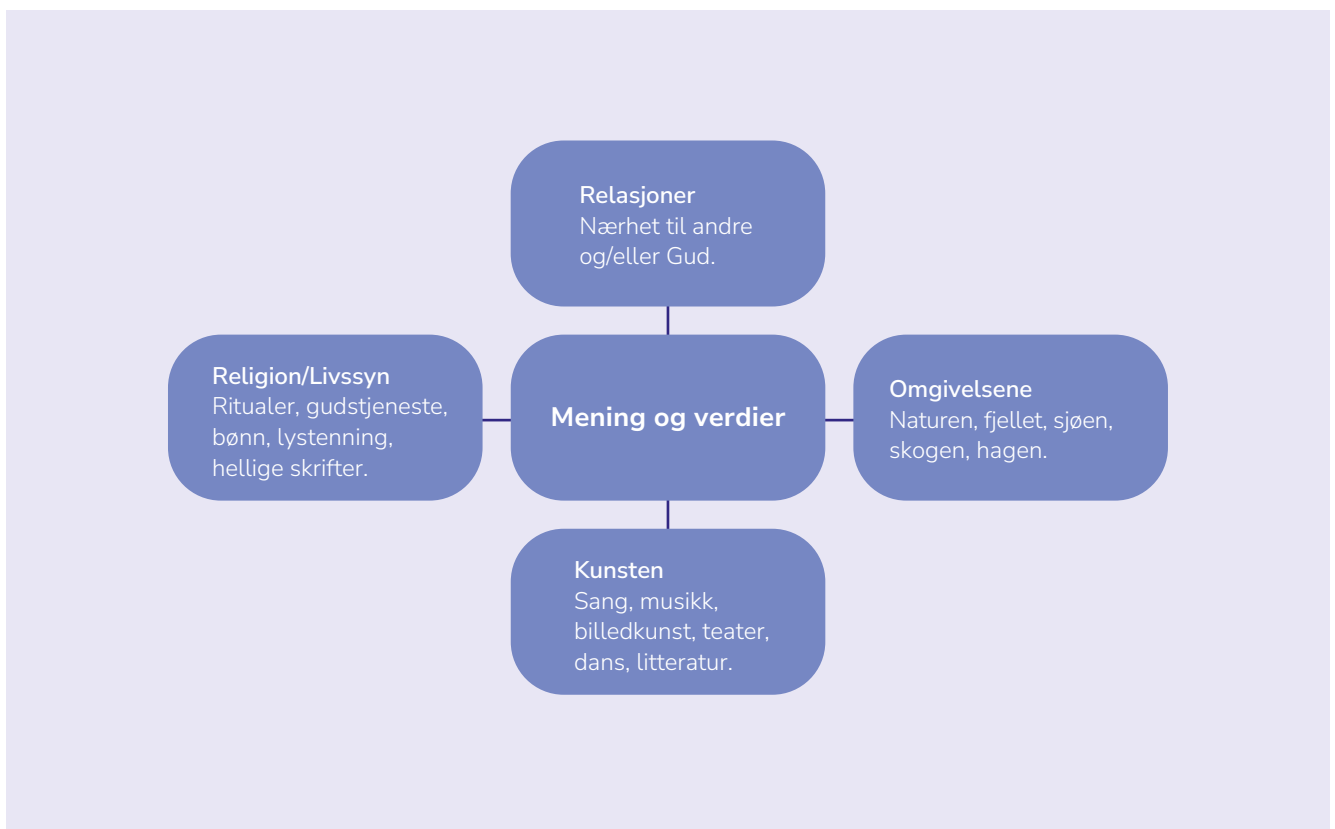 Relasjoner
Nærhet til andre
og/eller Gud.
Religion/Livssyn
Ritualer, gudstjeneste,
bønn, lystenning,
hellige skrifter.
Mening og verdier
Omgivelsene
Naturen, fjellet, sjøen,
skogen, hagen.
Kunsten
Sang, musikk,
billedkunst, teater,
dans, litteratur.